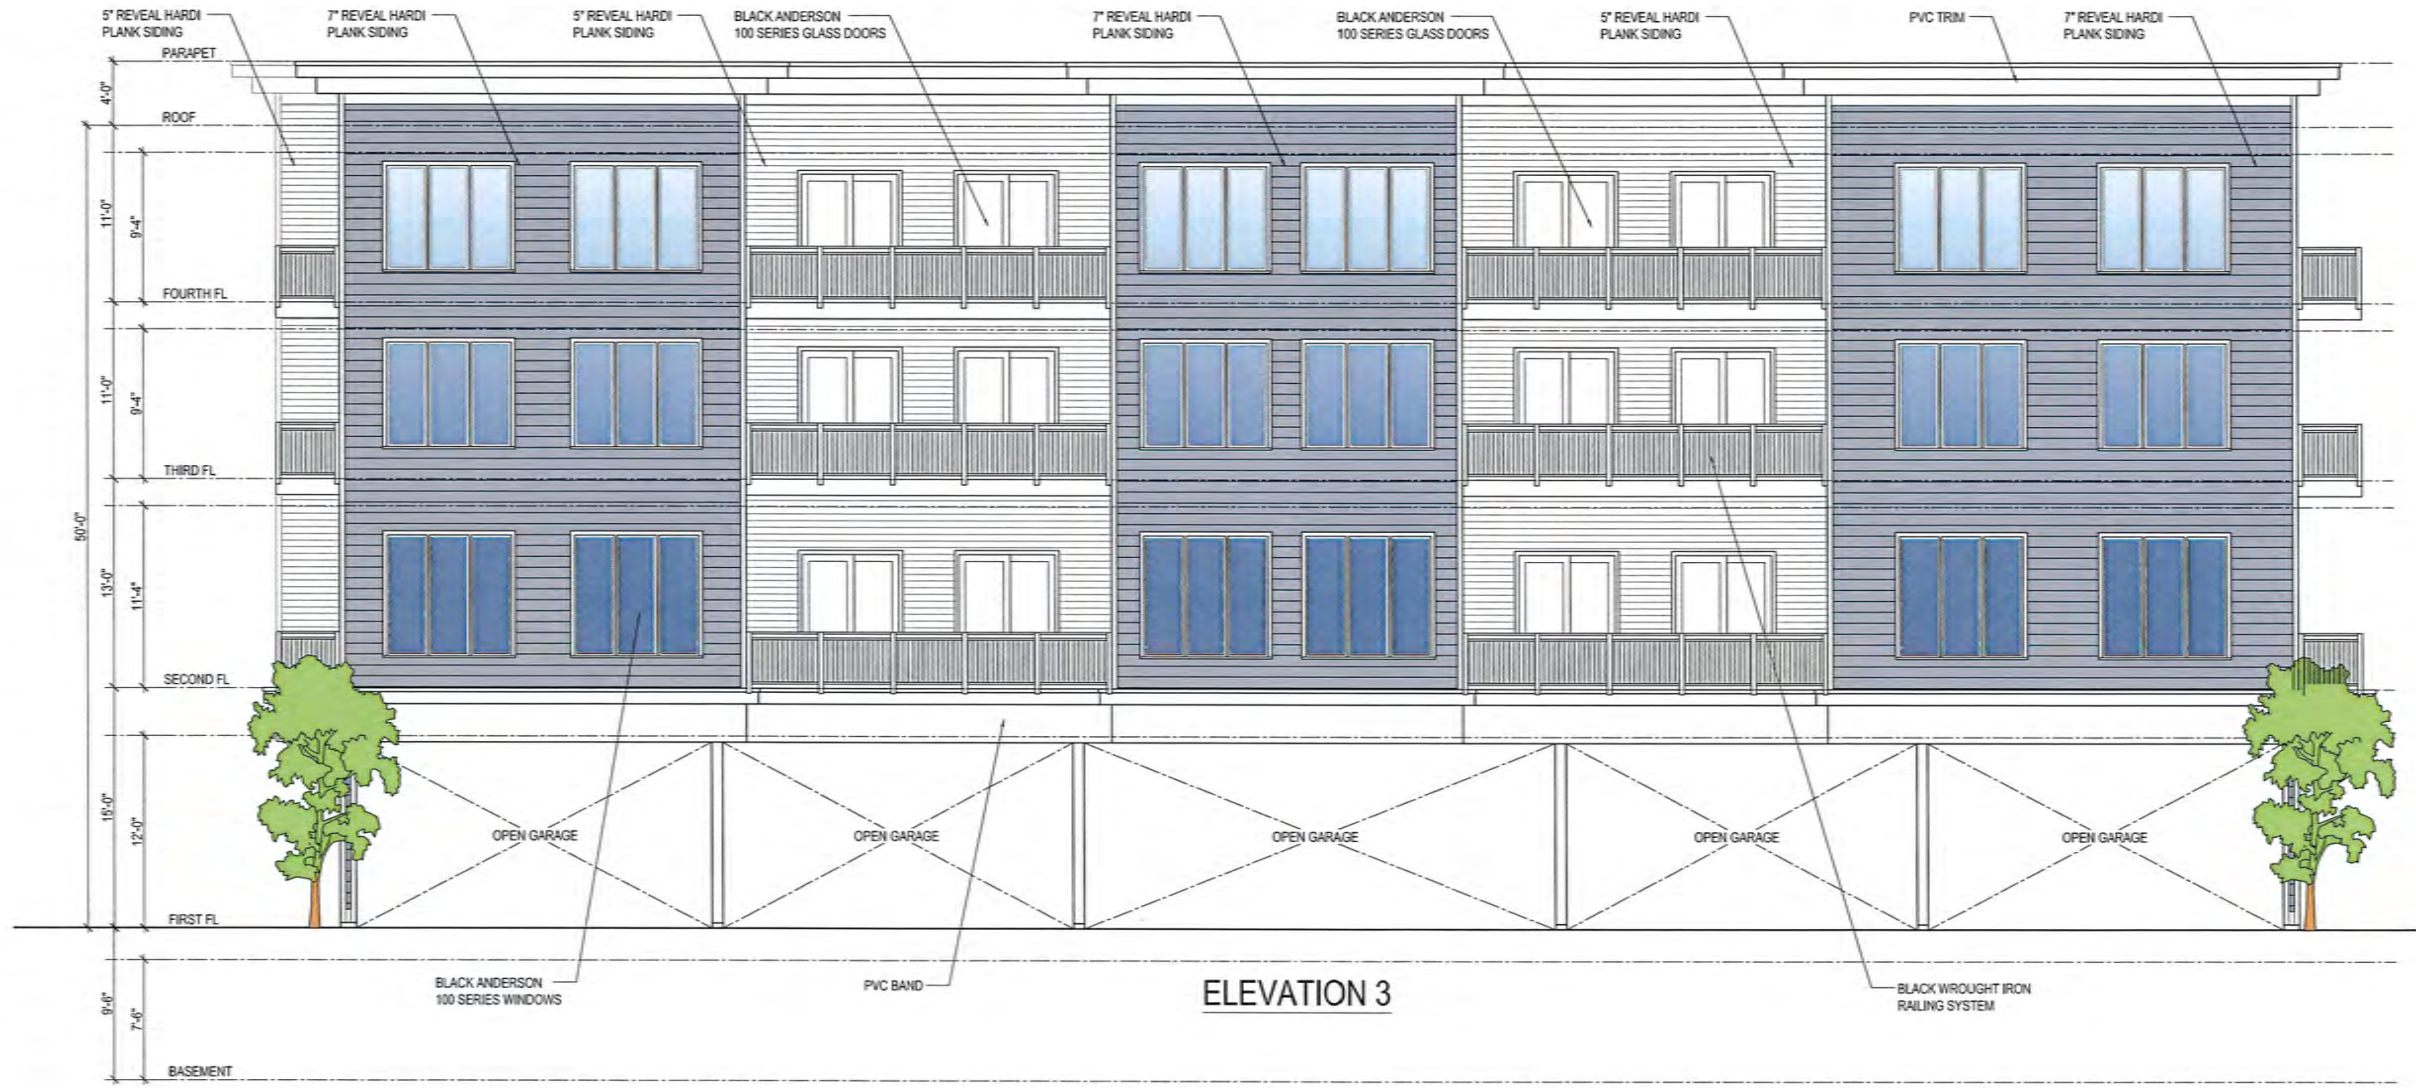 5" REVEAL HARDI
PLANK SIDING
7" REVEAL HARDI
PLANK SIDING
5" REVEAL HARDI
PLANK SIDING
BLACK ANDERSON
100 SERIES GLASS DOORS
7" REVEAL HARDI
PLANK SIDING
BLACK ANDERSON
100 SERIES GLASS DOORS
5" REVEAL HARDI
PLANK SIDING
PVC TRIM
7" REVEAL HARDI
PLANK SIDING
PARAPET
4'-0"
ROOF
11'-0"
9'-4"
FOURTH FL
11'-0"
9'-4"
THIRD FL
50'-0"
13'-0"
11'-4"
SECOND FL
15'-0"
12'-0"
OPEN GARAGE
OPEN GARAGE
OPEN GARAGE
OPEN GARAGE
OPEN GARAGE
FIRST FL
BLACK ANDERSON
100 SERIES WINDOWS
PVC BAND
ELEVATION 3
BLACK WROUGHT IRON
RAILING SYSTEM
9'-6"
7'-6"
BASEMENT